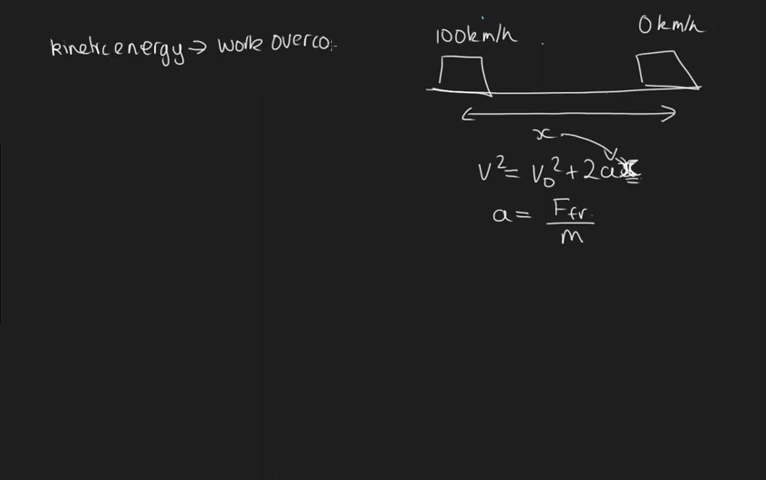 kinetic energy → work overco
100km/h
0km/h
x
v² = v₀² + 2ax
a = Ffr. / m